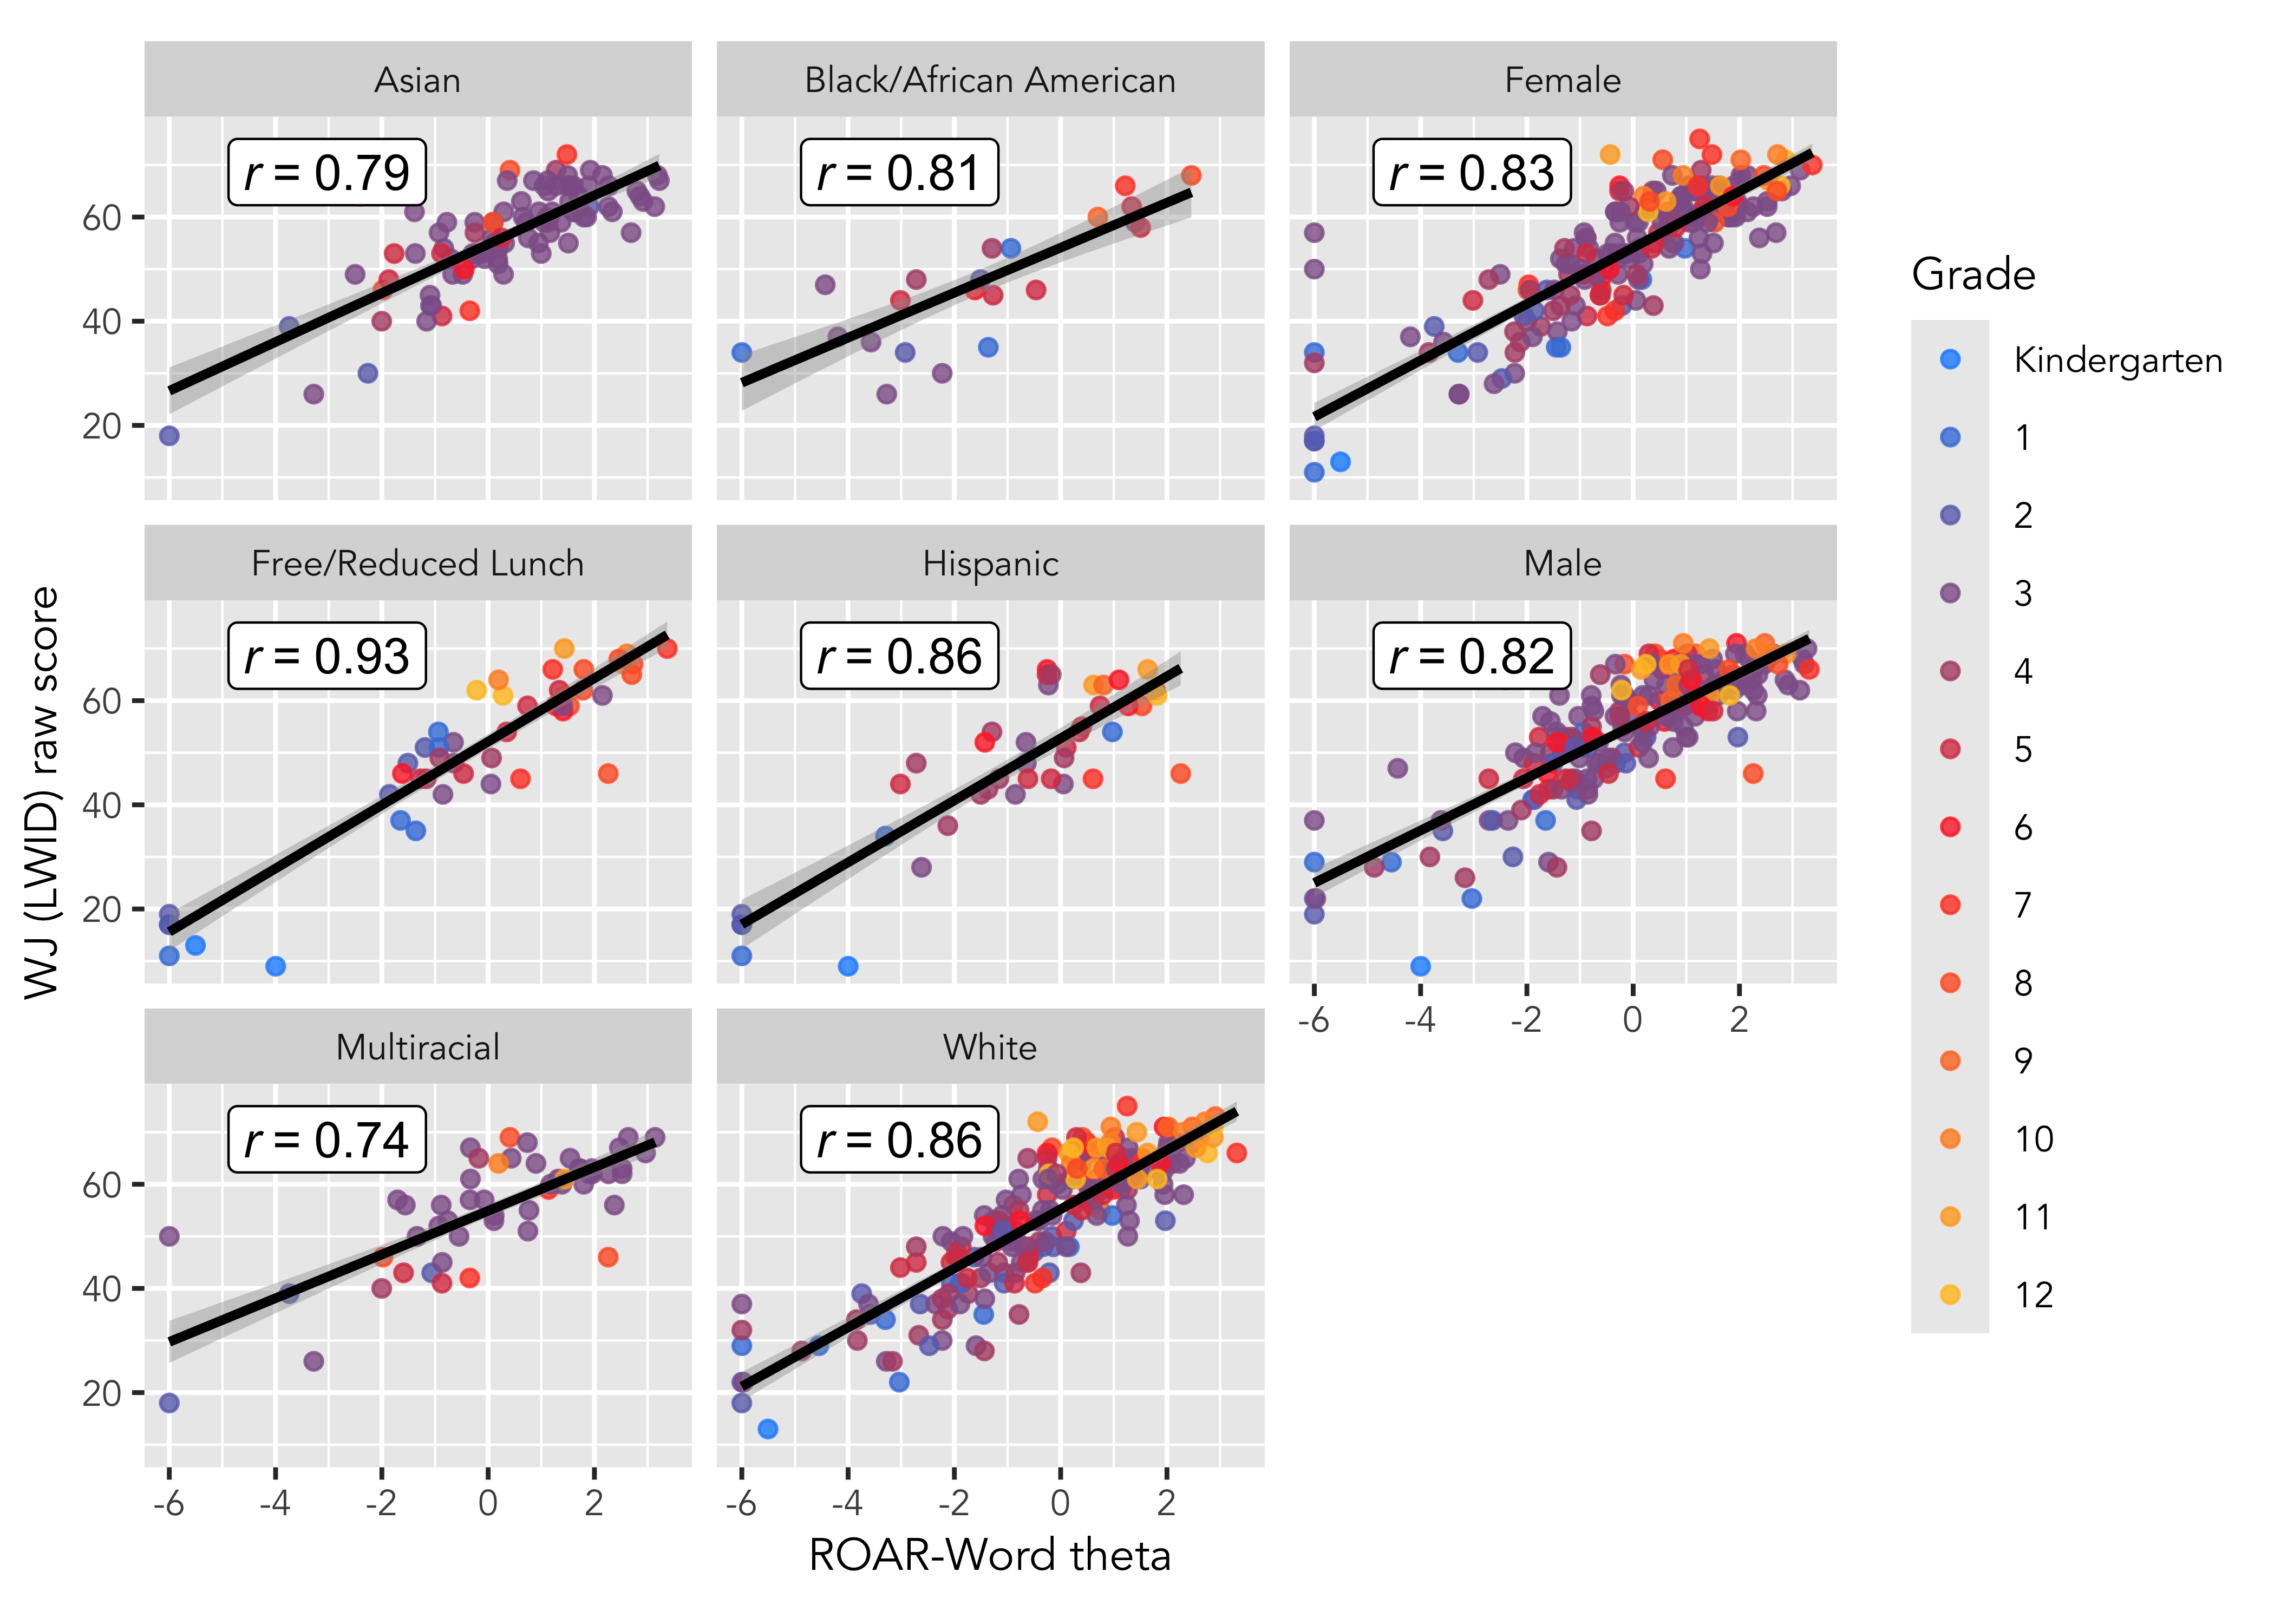 Asian
Black/African American
Female
r = 0.79
r = 0.81
r = 0.83
60
40
20
Free/Reduced Lunch
Hispanic
Male
r = 0.93
r = 0.86
r = 0.82
60
40
20
-6 -4 -2 0 2
Multiracial
White
r = 0.74
r = 0.86
60
40
20
-6 -4 -2 0 2
-6 -4 -2 0 2
WJ (LWID) raw score
ROAR-Word theta
Grade
Kindergarten
1
2
3
4
5
6
7
8
9
10
11
12